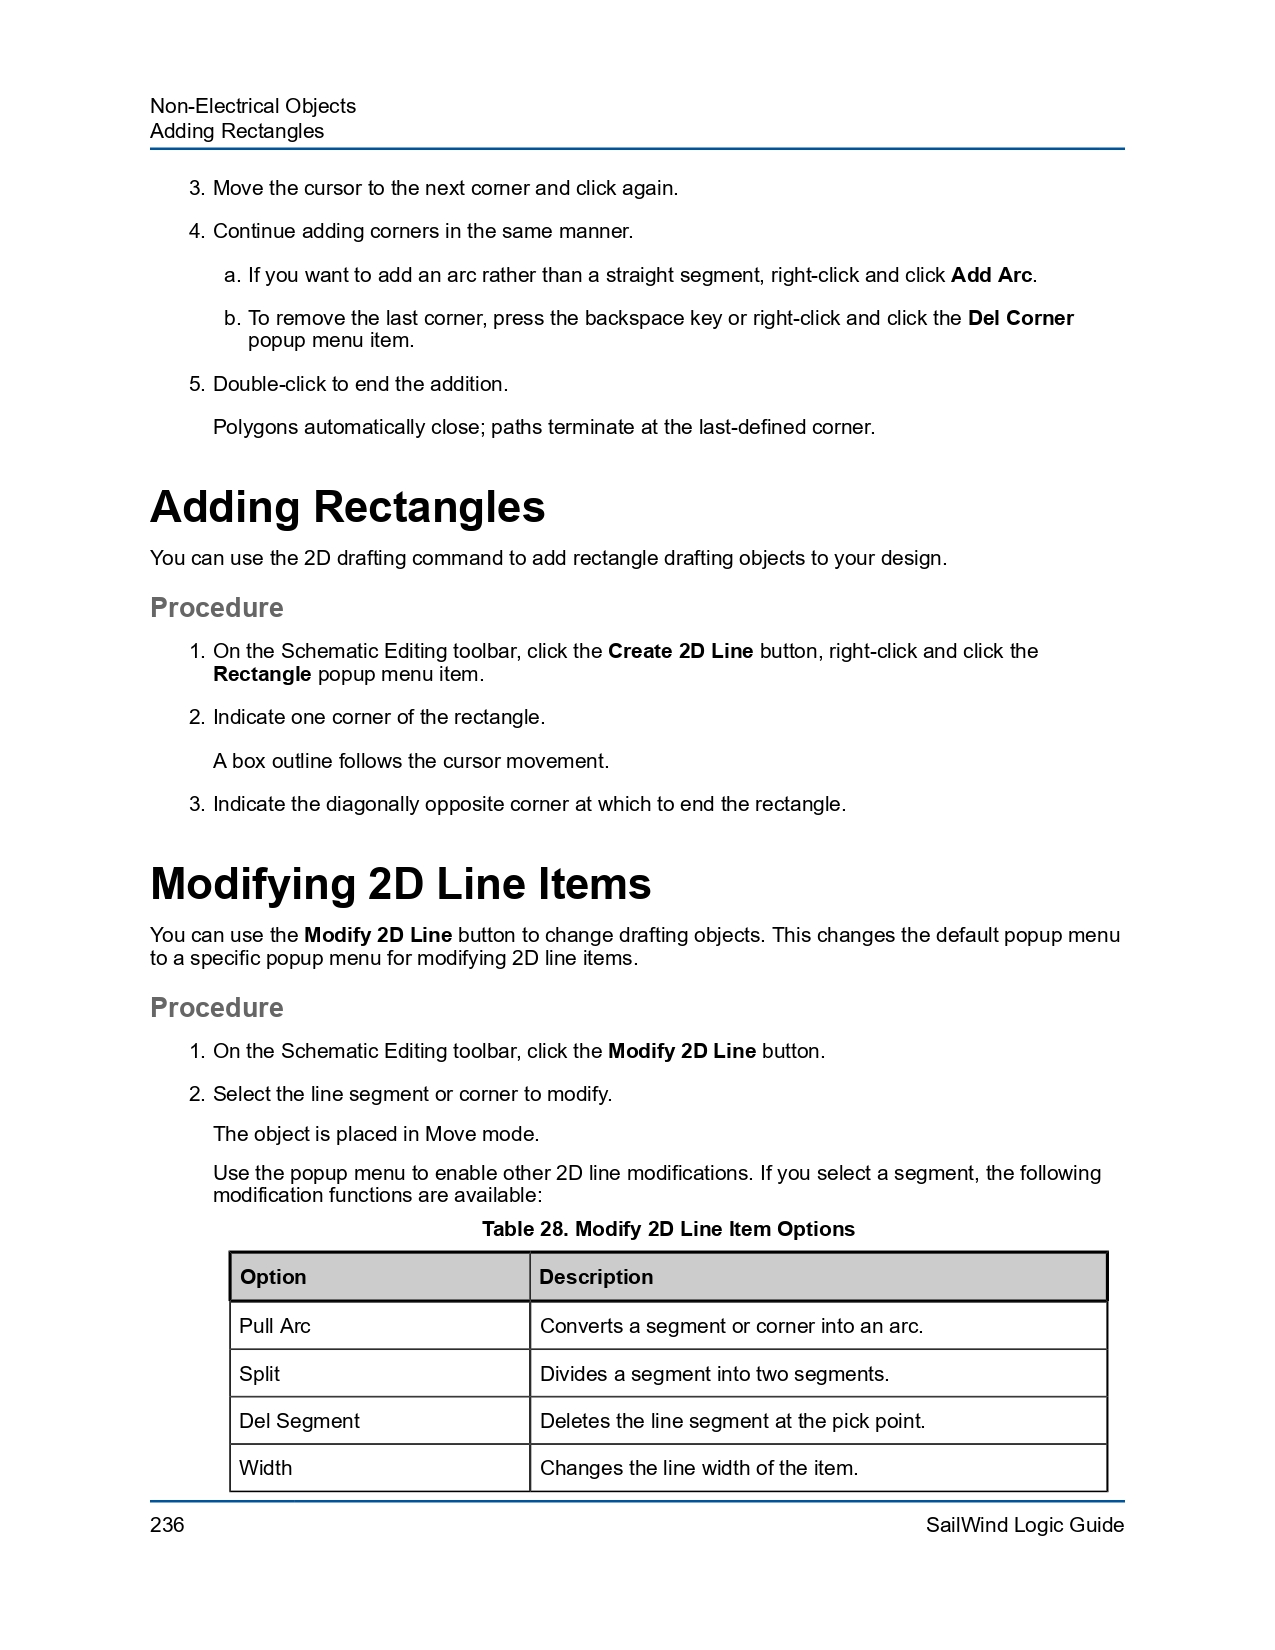 Non-Electrical Objects
Adding Rectangles
3. Move the cursor to the next corner and click again.
4. Continue adding corners in the same manner.
a. If you want to add an arc rather than a straight segment, right-click and click Add Arc.
b. To remove the last corner, press the backspace key or right-click and click the Del Corner
popup menu item.
5. Double-click to end the addition.
Polygons automatically close; paths terminate at the last-defined corner.
Adding Rectangles
You can use the 2D drafting command to add rectangle drafting objects to your design.
Procedure
1. On the Schematic Editing toolbar, click the Create 2D Line button, right-click and click the
Rectangle popup menu item.
2. Indicate one corner of the rectangle.
A box outline follows the cursor movement.
3. Indicate the diagonally opposite corner at which to end the rectangle.
Modifying 2D Line Items
You can use the Modify 2D Line button to change drafting objects. This changes the default popup menu
to a specific popup menu for modifying 2D line items.
Procedure
1. On the Schematic Editing toolbar, click the Modify 2D Line button.
2. Select the line segment or corner to modify.
The object is placed in Move mode.
Use the popup menu to enable other 2D line modifications. If you select a segment, the following
modification functions are available:
Table 28. Modify 2D Line Item Options
Option Description
Pull Arc Converts a segment or corner into an arc.
Split Divides a segment into two segments.
Del Segment Deletes the line segment at the pick point.
Width Changes the line width of the item.
236 SailWind Logic Guide